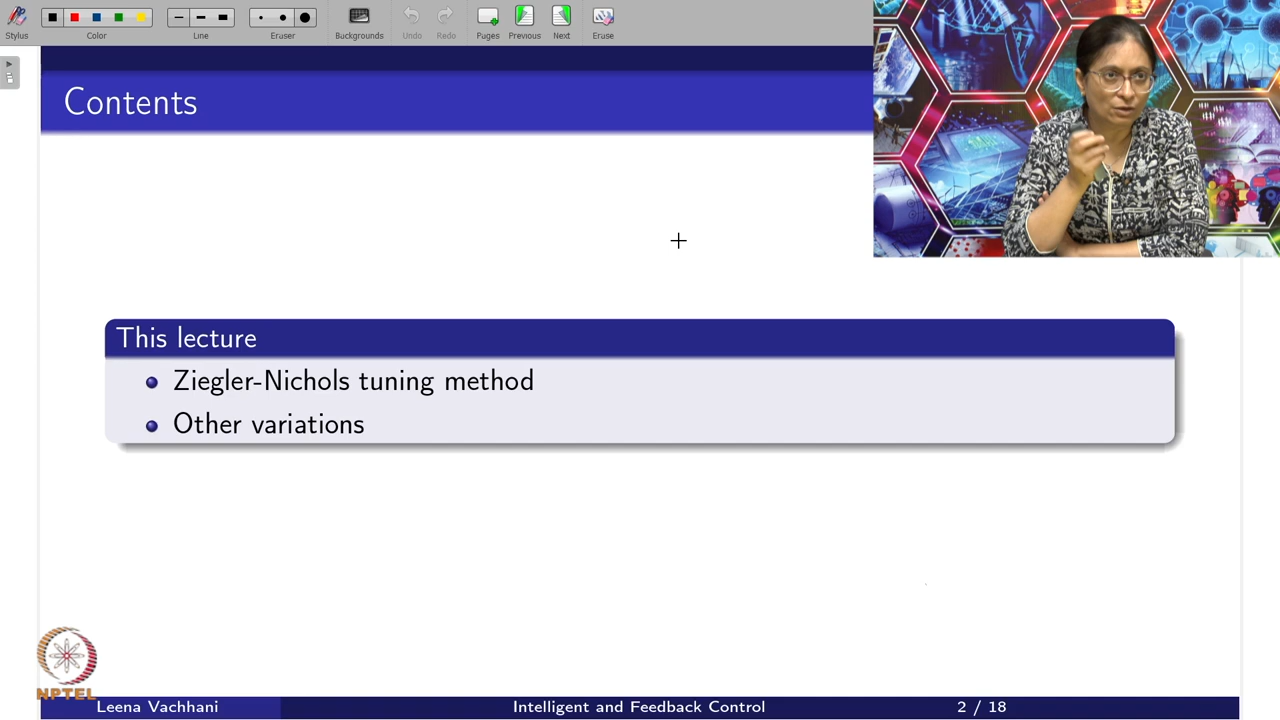 Stylus
Color
Line
Eraser
Backgrounds
Undo
Redo
Pages
Previous
Next
Erase
Contents
This lecture
Ziegler-Nichols tuning method
Other variations
NPTEL
Leena Vachhani
Intelligent and Feedback Control
2 / 18